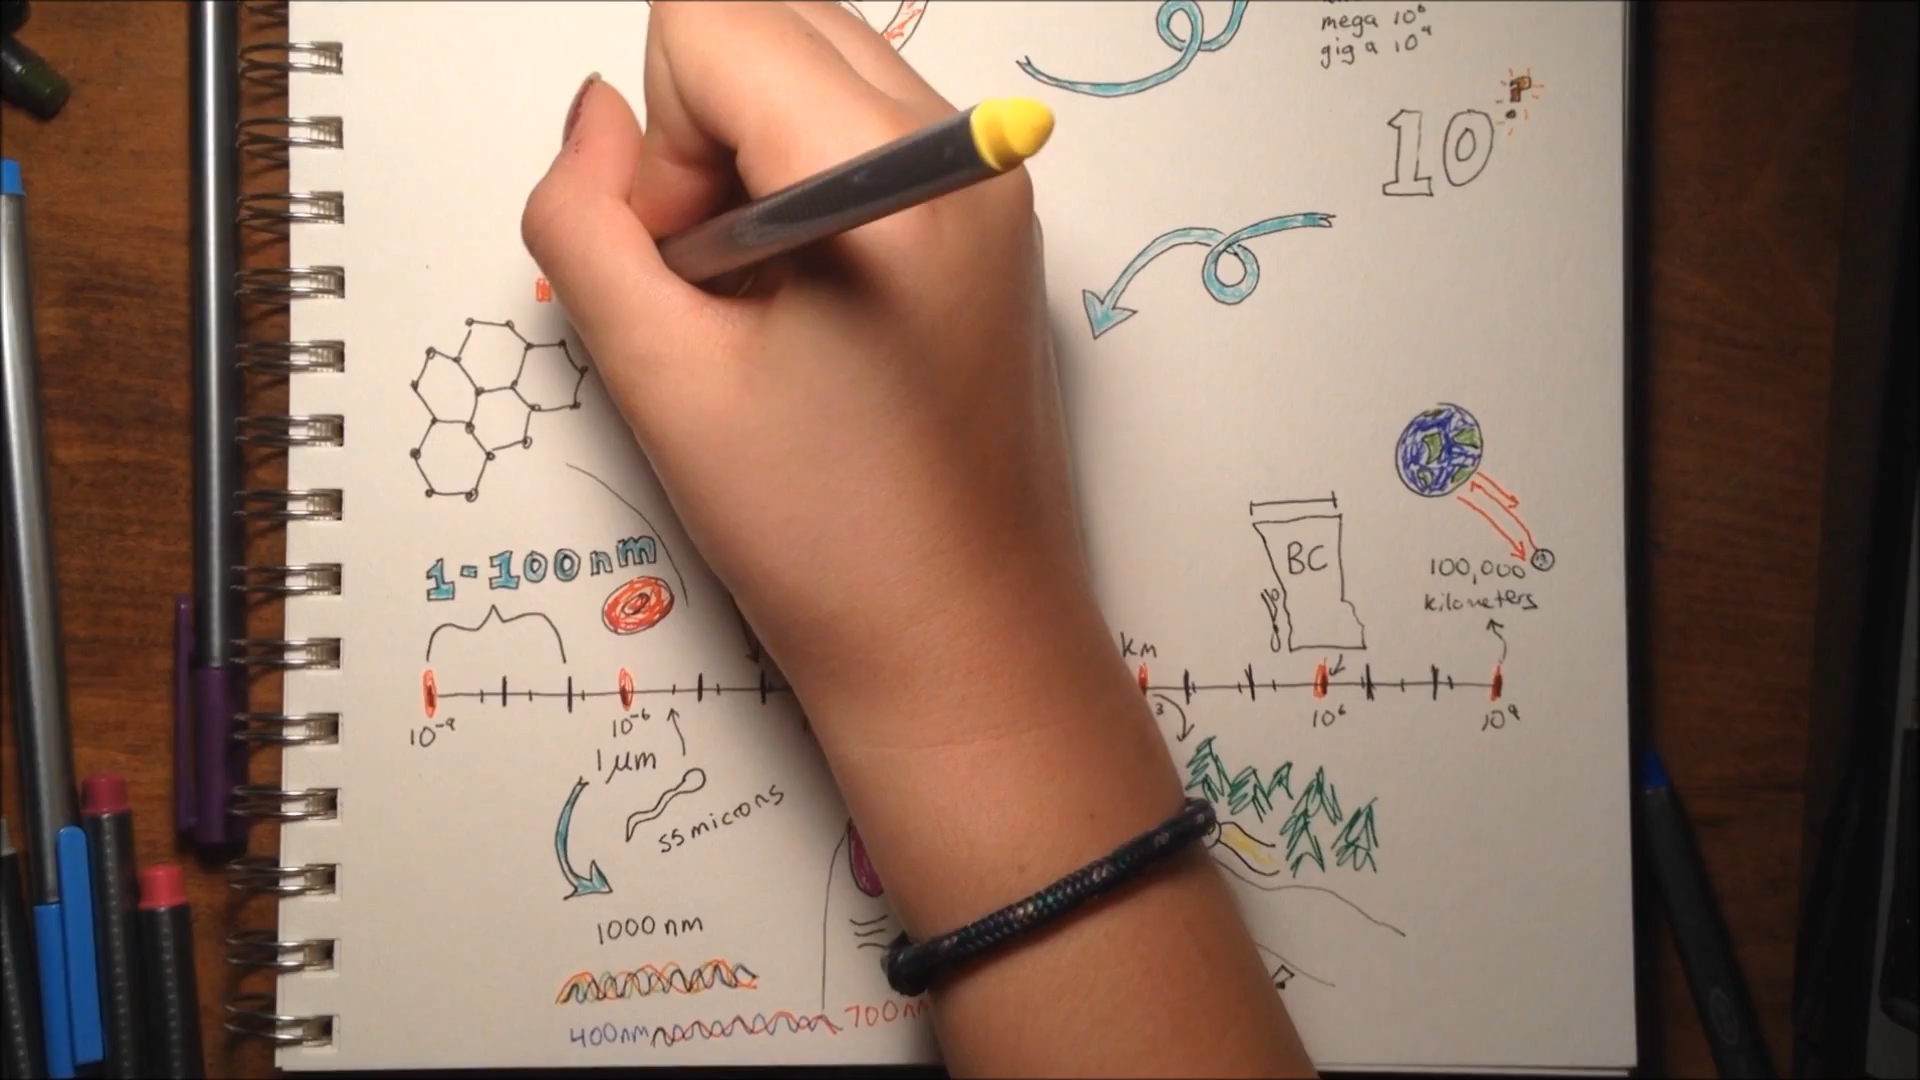 mega 10⁶
giga 10⁹
10?
1-100nm
BC
100,000
kilometers
km
10⁻⁹
10⁻⁶
3
10⁶
10⁹
1 µm
55 microns
1000 nm
400nm
700nm